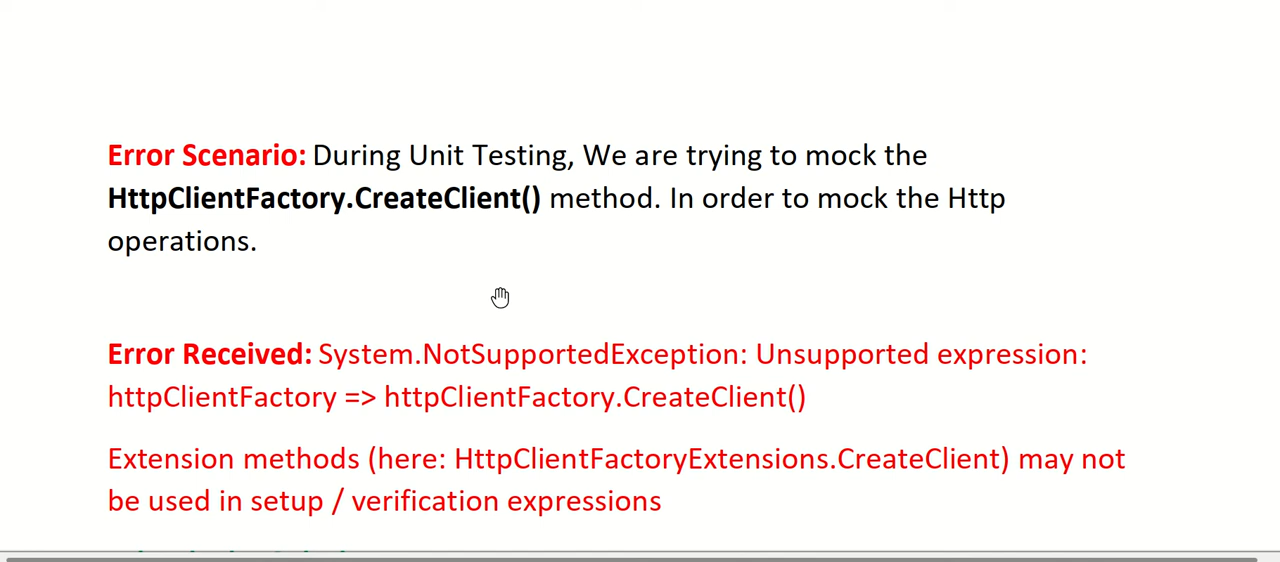 Error Scenario: During Unit Testing, We are trying to mock the
HttpClientFactory.CreateClient() method. In order to mock the Http
operations.
Error Received: System.NotSupportedException: Unsupported expression:
httpClientFactory => httpClientFactory.CreateClient()
Extension methods (here: HttpClientFactoryExtensions.CreateClient) may not
be used in setup / verification expressions